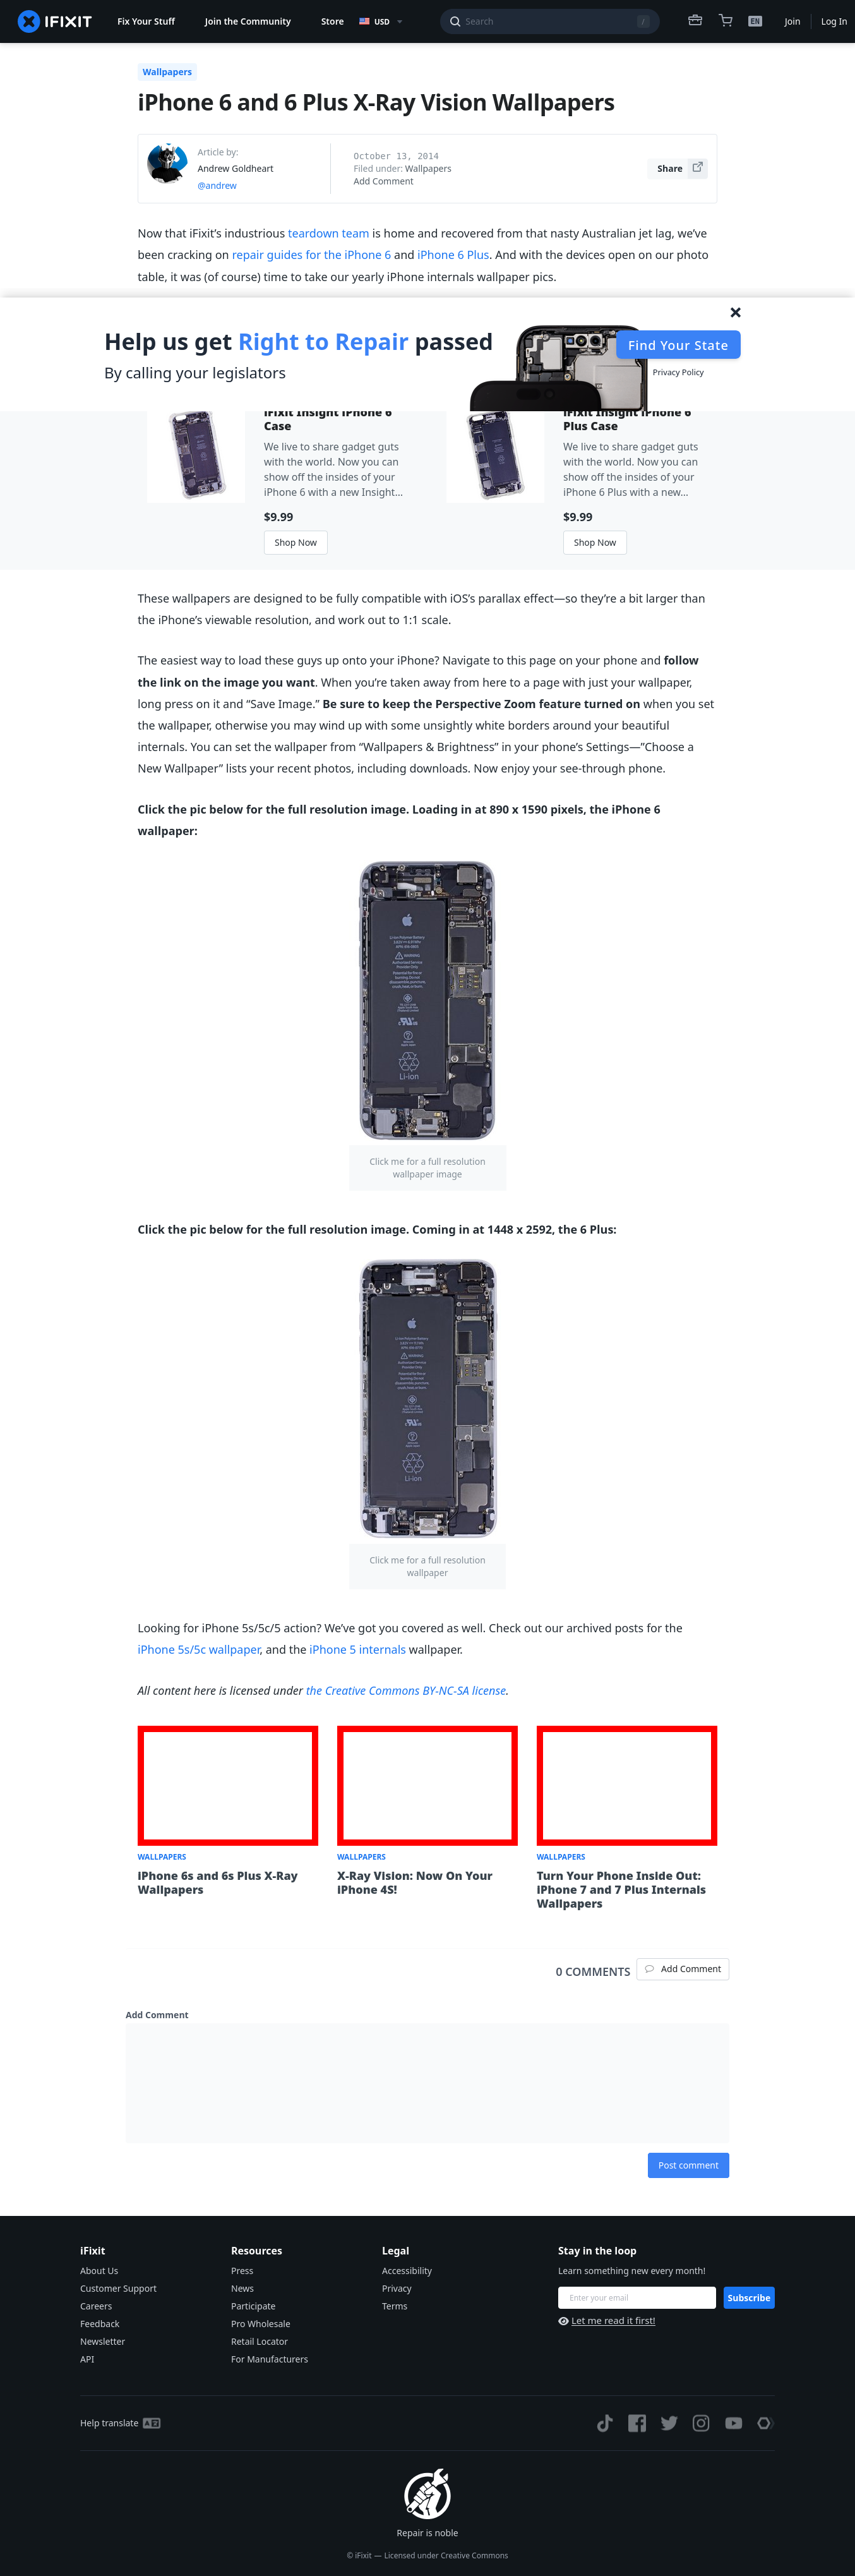 IFIXIT
Fix Your Stuff
Join the Community
Store
USD
Search
/
EN
Join
Log In
Wallpapers
iPhone 6 and 6 Plus X-Ray Vision Wallpapers
Article by:
Andrew Goldheart
@andrew
October 13, 2014
Filed under: Wallpapers
Add Comment
Share
Now that iFixit’s industrious teardown team is home and recovered from that nasty Australian jet lag, we’ve
been cracking on repair guides for the iPhone 6 and iPhone 6 Plus. And with the devices open on our photo
table, it was (of course) time to take our yearly iPhone internals wallpaper pics.
Help us get Right to Repair passed
By calling your legislators
Find Your State
Privacy Policy
iFixit Insight iPhone 6
Case
We live to share gadget guts
with the world. Now you can
show off the insides of your
iPhone 6 with a new Insight...
$9.99
Shop Now
iFixit Insight iPhone 6
Plus Case
We live to share gadget guts
with the world. Now you can
show off the insides of your
iPhone 6 Plus with a new...
$9.99
Shop Now
These wallpapers are designed to be fully compatible with iOS’s parallax effect—so they’re a bit larger than
the iPhone’s viewable resolution, and work out to 1:1 scale.
The easiest way to load these guys up onto your iPhone? Navigate to this page on your phone and follow
the link on the image you want. When you’re taken away from here to a page with just your wallpaper,
long press on it and “Save Image.” Be sure to keep the Perspective Zoom feature turned on when you set
the wallpaper, otherwise you may wind up with some unsightly white borders around your beautiful
internals. You can set the wallpaper from “Wallpapers & Brightness” in your phone’s Settings—”Choose a
New Wallpaper” lists your recent photos, including downloads. Now enjoy your see-through phone.
Click the pic below for the full resolution image. Loading in at 890 x 1590 pixels, the iPhone 6
wallpaper:
Li-ion
Click me for a full resolution
wallpaper image
Click the pic below for the full resolution image. Coming in at 1448 x 2592, the 6 Plus:
Li-ion
Click me for a full resolution
wallpaper
Looking for iPhone 5s/5c/5 action? We’ve got you covered as well. Check out our archived posts for the
iPhone 5s/5c wallpaper, and the iPhone 5 internals wallpaper.
All content here is licensed under the Creative Commons BY-NC-SA license.
WALLPAPERS
iPhone 6s and 6s Plus X-Ray
Wallpapers
WALLPAPERS
X-Ray Vision: Now On Your
iPhone 4S!
WALLPAPERS
Turn Your Phone Inside Out:
iPhone 7 and 7 Plus Internals
Wallpapers
0 COMMENTS
Add Comment
Add Comment
Post comment
iFixit
About Us
Customer Support
Careers
Feedback
Newsletter
API
Resources
Press
News
Participate
Pro Wholesale
Retail Locator
For Manufacturers
Legal
Accessibility
Privacy
Terms
Stay in the loop
Learn something new every month!
Enter your email
Subscribe
Let me read it first!
Help translate
Repair is noble
© iFixit — Licensed under Creative Commons